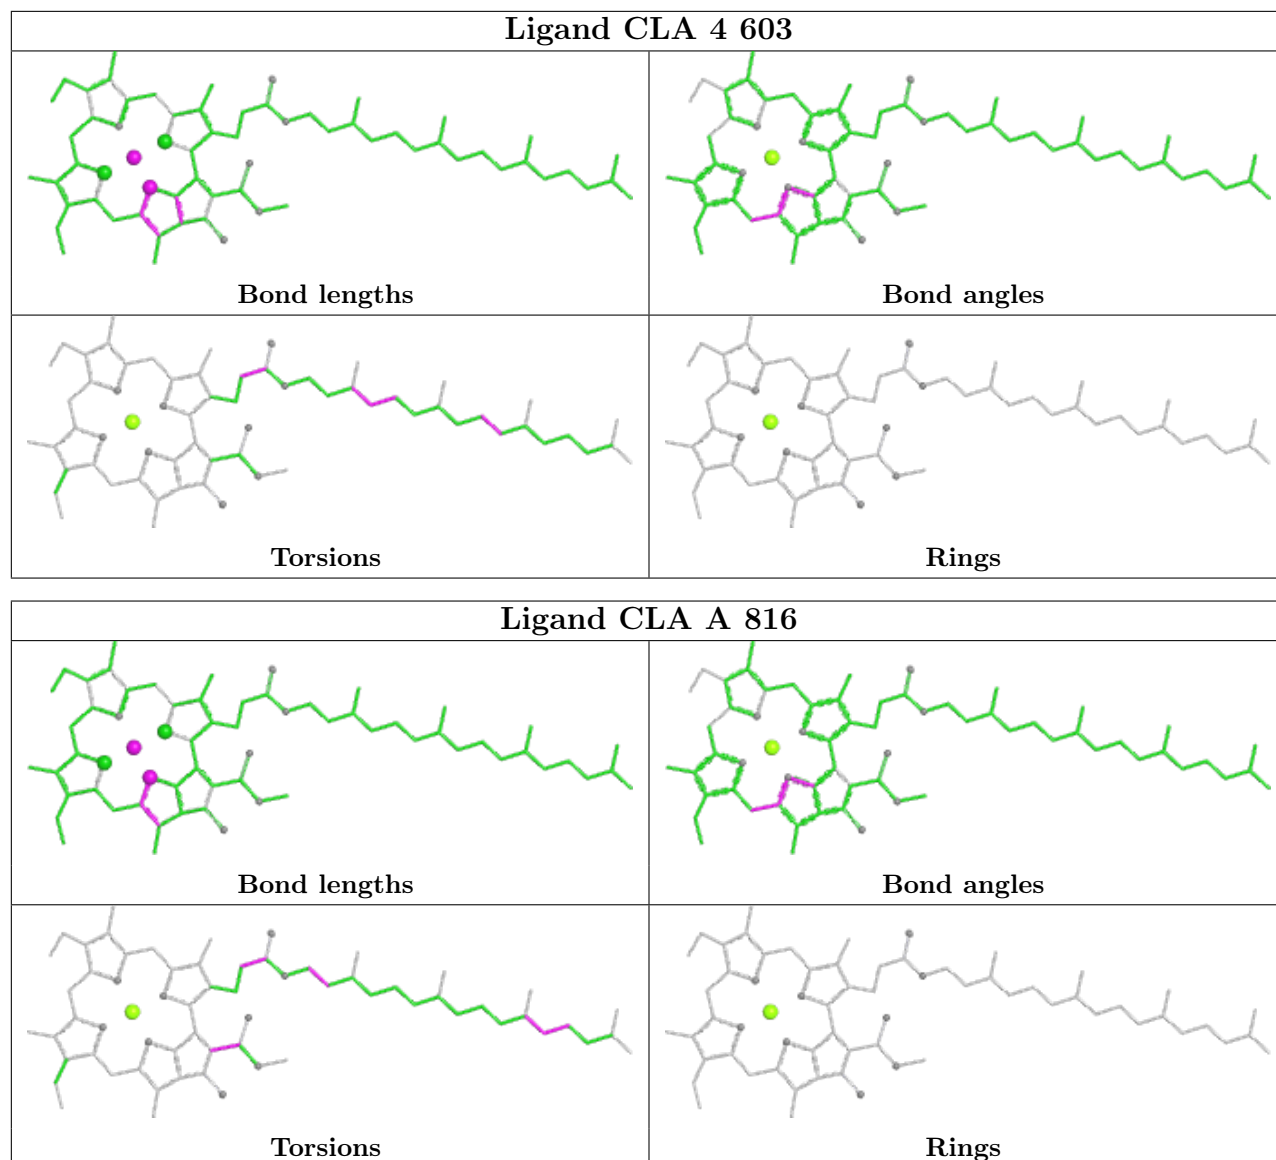 Ligand CLA 4 603
Bond lengths
Bond angles
Torsions
Rings
Ligand CLA A 816
Bond lengths
Bond angles
Torsions
Rings